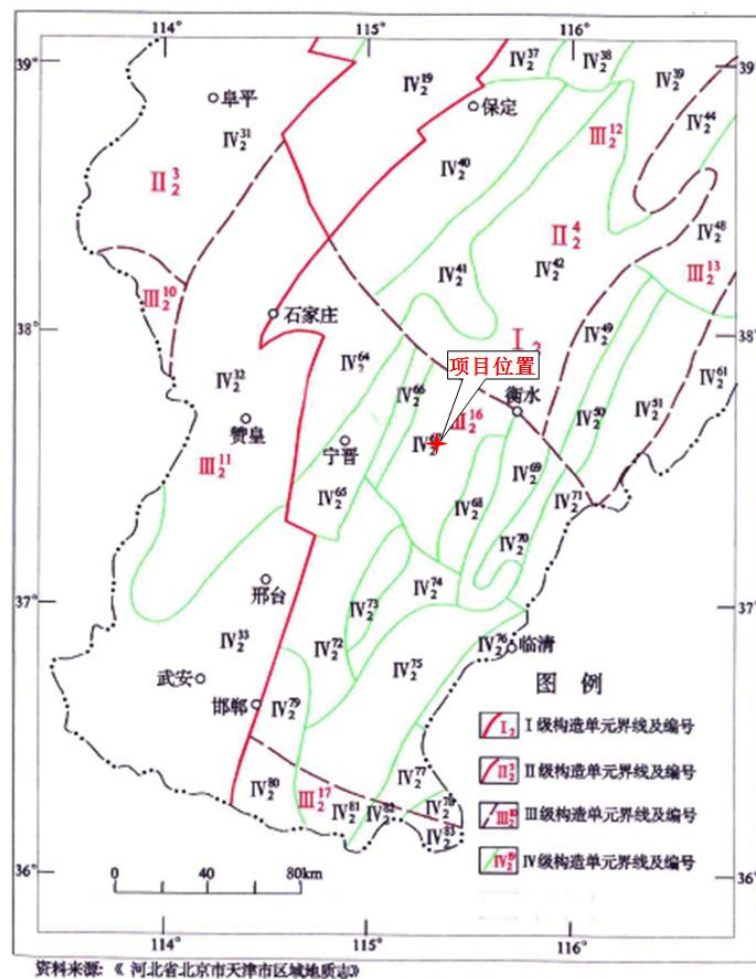 114° 115° 116°
39° 39°
Ⅳ₂³⁷ Ⅳ₂³⁸
Ⅳ₂¹⁹ Ⅳ₂³⁹
阜平 保定
Ⅳ₂³¹ Ⅲ₂¹² Ⅳ₂⁴⁴
Ⅱ₂³ Ⅳ₂⁴⁰
Ⅱ₂⁴ Ⅳ₂⁴⁸
Ⅳ₂⁴¹ Ⅳ₂⁴² Ⅲ₂¹³
Ⅲ₂¹⁰
石家庄
38° 38°
Ⅰ₂ Ⅳ₂⁴⁹
Ⅳ₂⁶⁴ 项目位置 Ⅳ₂⁶¹
Ⅳ₂³² Ⅳ₂⁶⁶ 衡水
赞皇 Ⅲ₂¹⁶ Ⅳ₂⁵⁰ Ⅳ₂⁵¹
宁晋
Ⅲ₂¹¹ Ⅳ₂⁶⁹
Ⅳ₂⁶⁵ Ⅳ₂⁶⁸ Ⅳ₂⁷¹
Ⅳ₂⁷⁰
邢台 Ⅳ₂⁷⁴
37° 37°
Ⅳ₂⁷³
Ⅳ₂³³ Ⅳ₂⁷² Ⅳ₂⁷⁶ 临清
武安 Ⅳ₂⁷⁵
图 例
邯郸 Ⅳ₂⁷⁹
Ⅰ₂ Ⅰ级构造单元界线及编号
Ⅱ₂³ Ⅱ级构造单元界线及编号
Ⅳ₂⁸⁰ Ⅲ₂¹⁷ Ⅳ₂⁷⁷
Ⅳ₂⁸¹ Ⅳ₂⁸² Ⅳ₂⁷⁸
Ⅲ级构造单元界线及编号
Ⅳ₂⁸³
Ⅳ级构造单元界线及编号
36° 36°
0 40 80km
114° 115° 116°
资料来源:《河北省北京市天津市区域地质志》